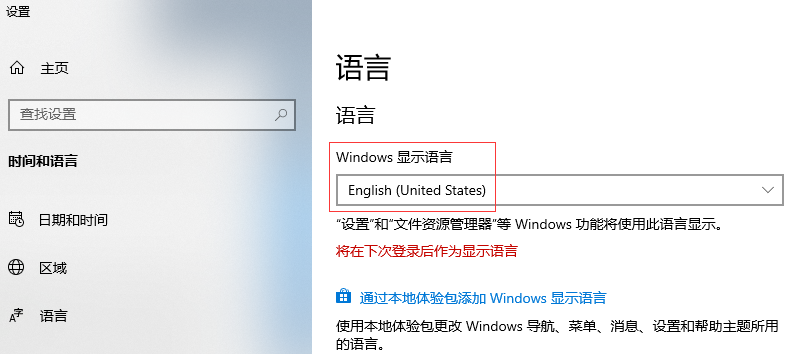 设置
主页
查找设置
时间和语言
日期和时间
区域
语言
语言
语言
Windows 显示语言
English (United States)
“设置”和“文件资源管理器”等 Windows 功能将使用此语言显示。
将在下次登录后作为显示语言
通过本地体验包添加 Windows 显示语言
使用本地体验包更改 Windows 导航、菜单、消息、设置和帮助主题所用
的语言。